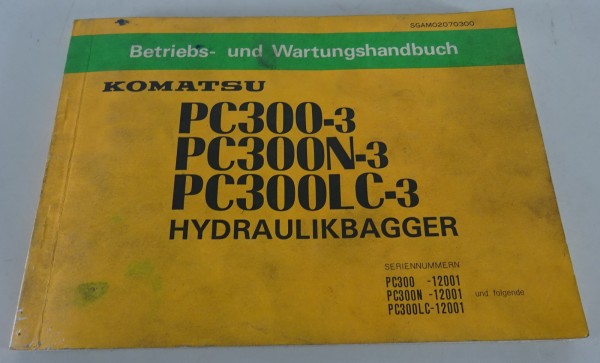 SGAMG2070300
Betriebs- und Wartungshandbuch
KOMATSU
PC300-3
PC300N-3
PC300LC-3
HYDRAULIKBAGGER
SERIENNUMMERN
PC300 -12001
PC300N -12001 und folgende
PC300LC-12001